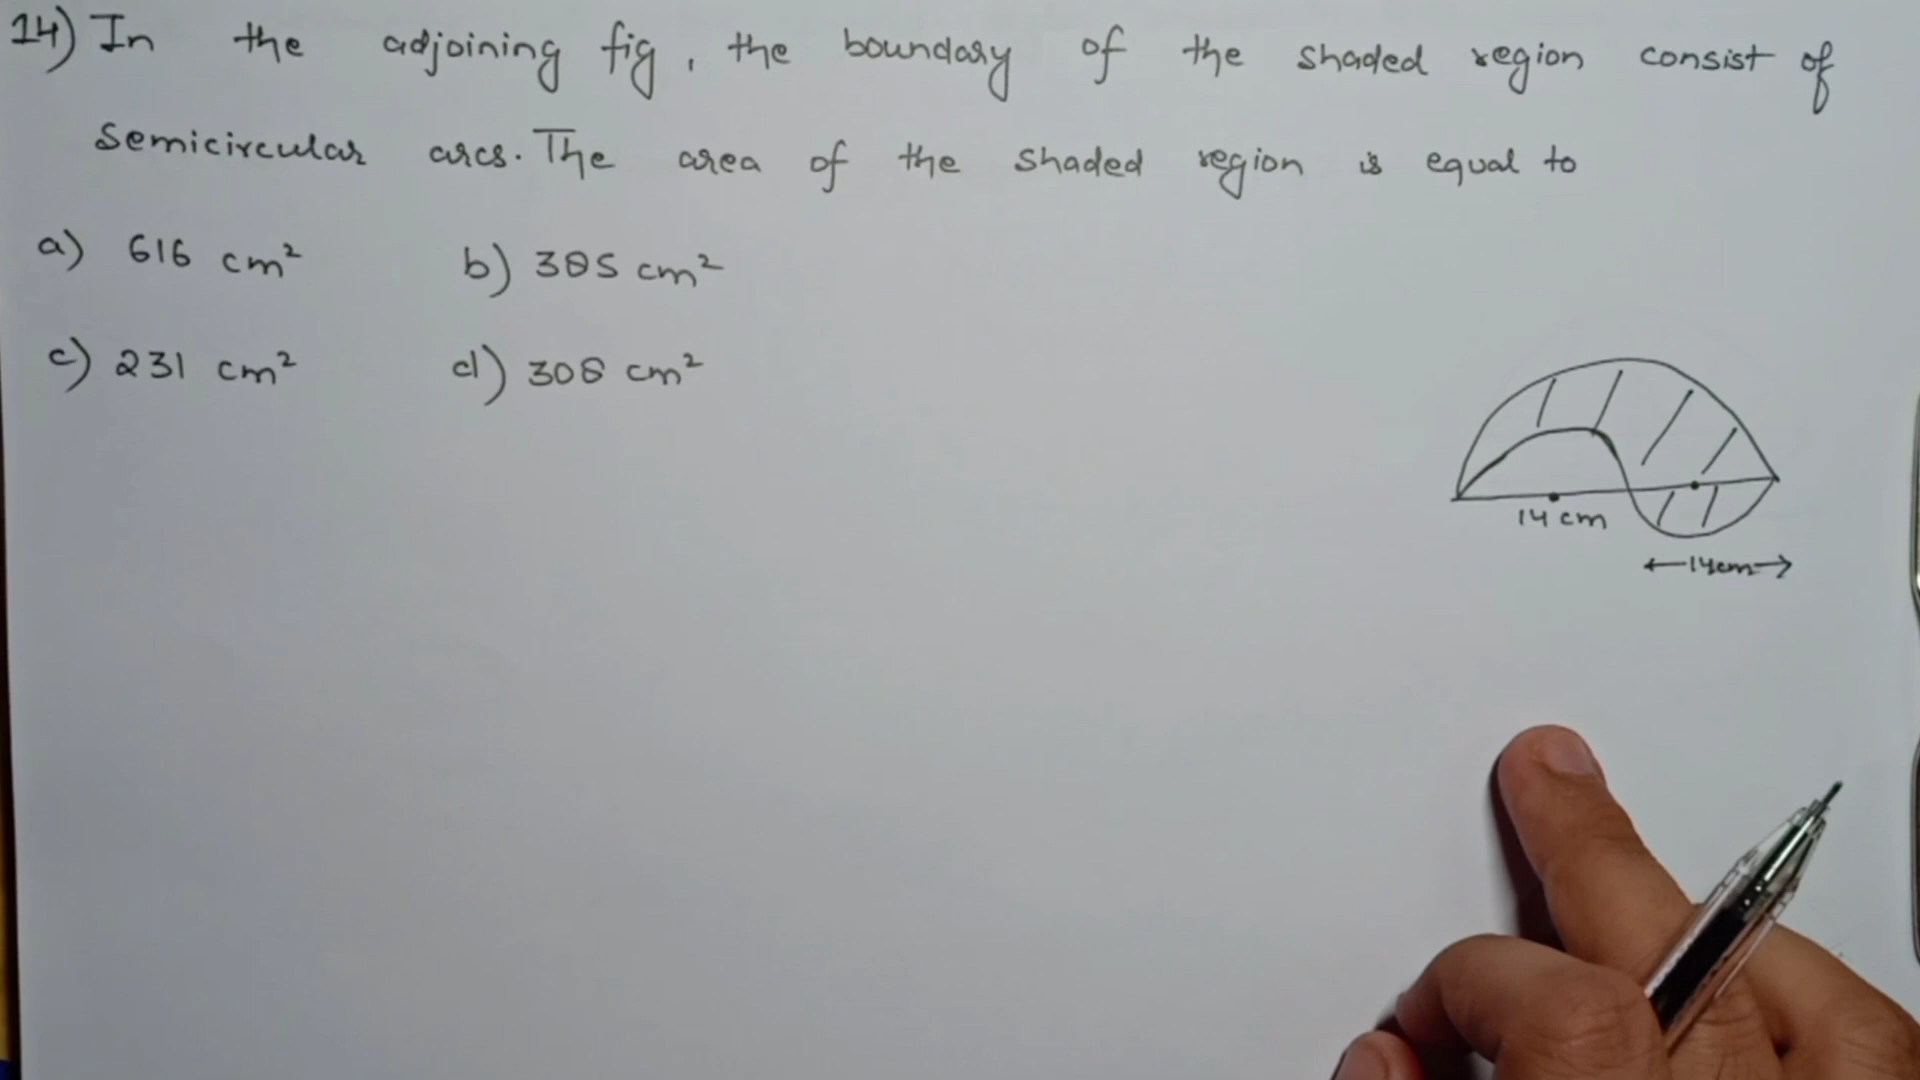 14) In the adjoining fig, the boundary of the shaded region consist of
semicircular arcs. The area of the shaded region is equal to
a) 616 cm² b) 385 cm²
c) 231 cm² d) 308 cm²
14 cm
14cm